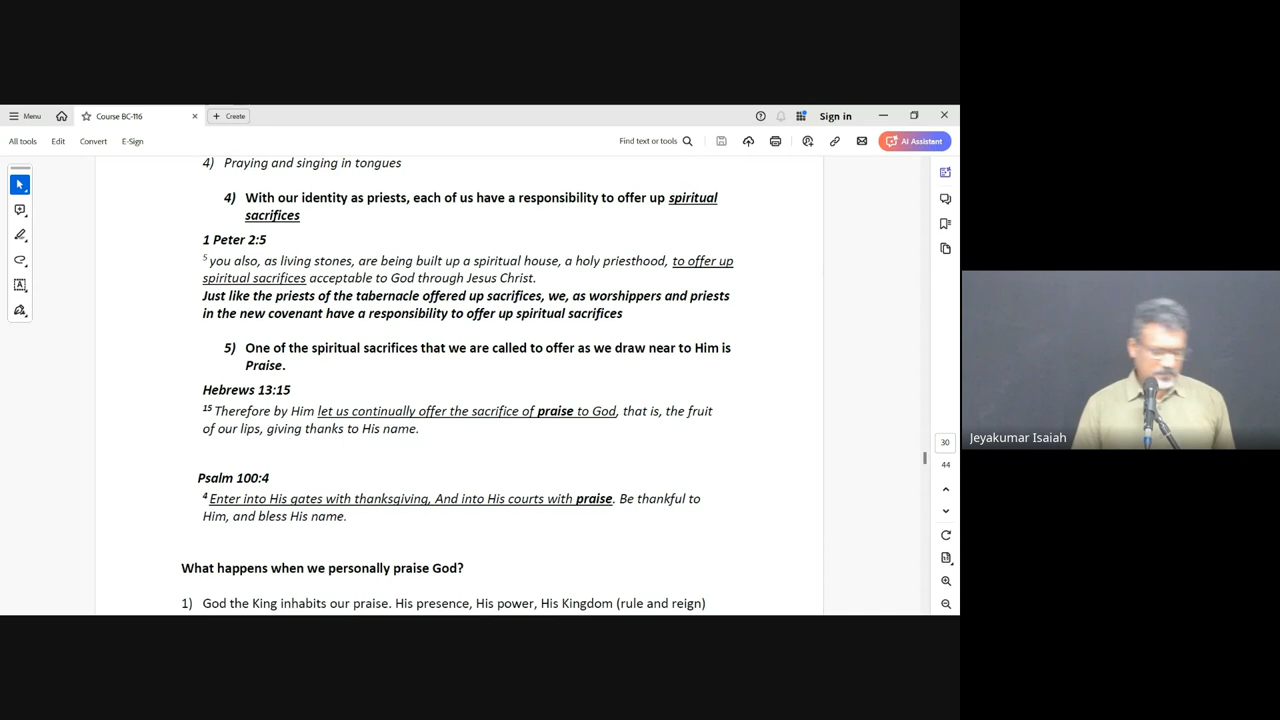 Menu
Course BC-116
Create
Sign in
All tools
Edit
Convert
E-Sign
Find text or tools
AI Assistant
4) Praying and singing in tongues
4) With our identity as priests, each of us have a responsibility to offer up spiritual
sacrifices
1 Peter 2:5
5 you also, as living stones, are being built up a spiritual house, a holy priesthood, to offer up
spiritual sacrifices acceptable to God through Jesus Christ.
Just like the priests of the tabernacle offered up sacrifices, we, as worshippers and priests
in the new covenant have a responsibility to offer up spiritual sacrifices
5) One of the spiritual sacrifices that we are called to offer as we draw near to Him is
Praise.
Hebrews 13:15
15 Therefore by Him let us continually offer the sacrifice of praise to God, that is, the fruit
of our lips, giving thanks to His name.
Psalm 100:4
4 Enter into His gates with thanksgiving, And into His courts with praise. Be thankful to
Him, and bless His name.
What happens when we personally praise God?
1) God the King inhabits our praise. His presence, His power, His Kingdom (rule and reign)
30
44
Jeyakumar Isaiah